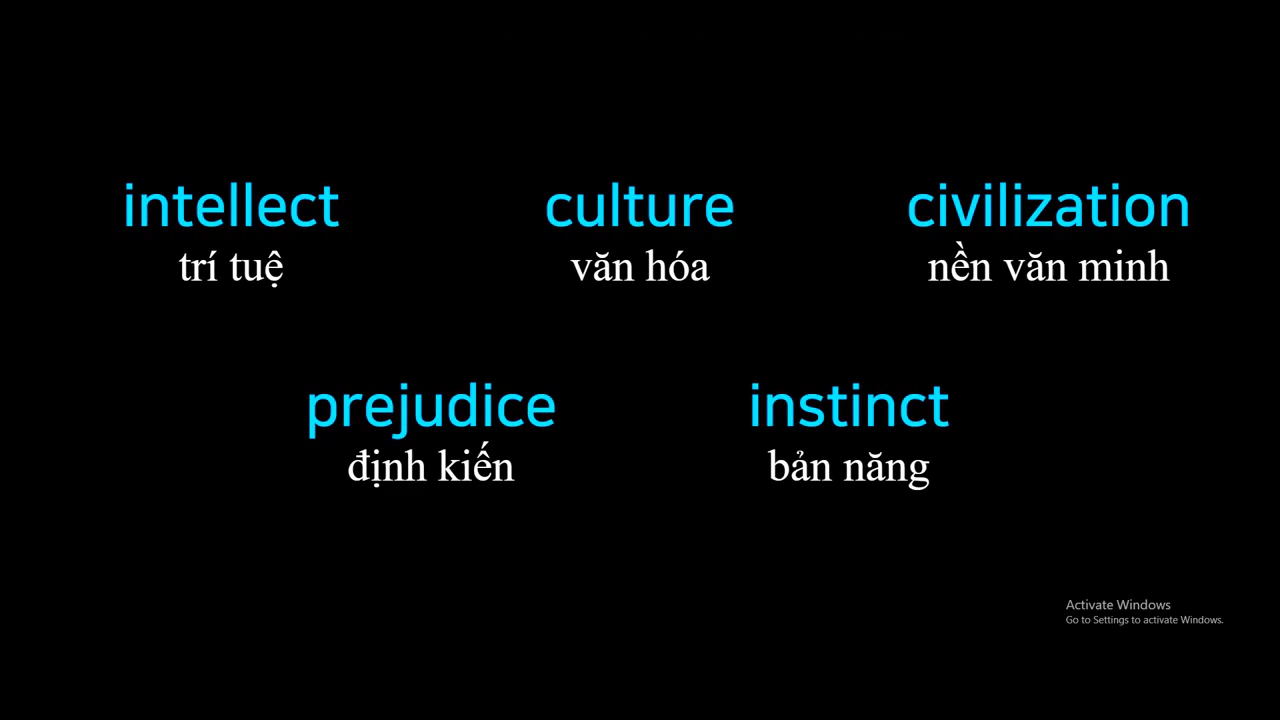 intellect culture civilization
trí tuệ văn hóa nền văn minh
prejudice instinct
định kiến bản năng
Activate Windows
Go to Settings to activate Windows.